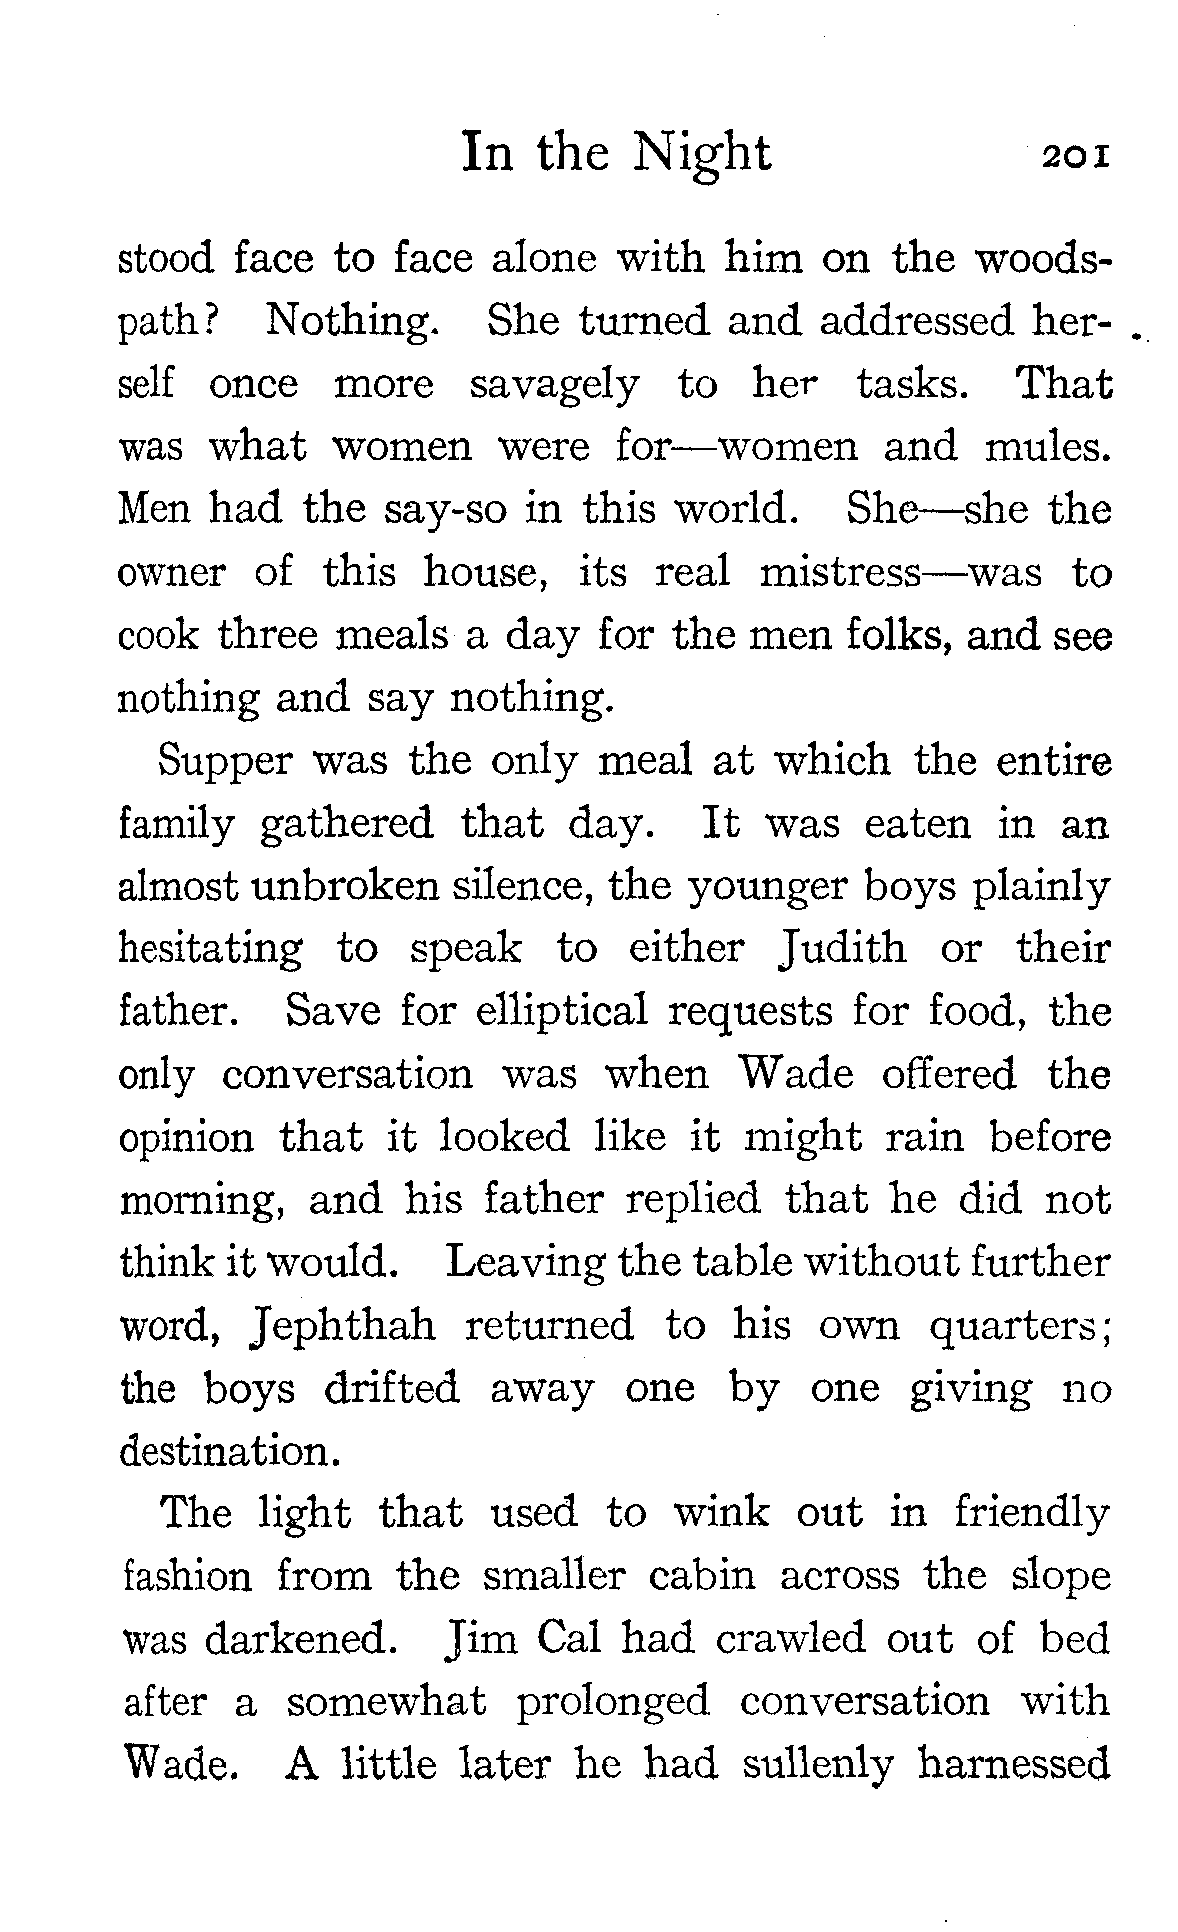 In the Night 201
stood face to face alone with him on the woods-
path? Nothing. She turned and addressed her-
self once more savagely to her tasks. That
was what women were for—women and mules.
Men had the say-so in this world. She—she the
owner of this house, its real mistress—was to
cook three meals a day for the men folks, and see
nothing and say nothing.
Supper was the only meal at which the entire
family gathered that day. It was eaten in an
almost unbroken silence, the younger boys plainly
hesitating to speak to either Judith or their
father. Save for elliptical requests for food, the
only conversation was when Wade offered the
opinion that it looked like it might rain before
morning, and his father replied that he did not
think it would. Leaving the table without further
word, Jephthah returned to his own quarters;
the boys drifted away one by one giving no
destination.
The light that used to wink out in friendly
fashion from the smaller cabin across the slope
was darkened. Jim Cal had crawled out of bed
after a somewhat prolonged conversation with
Wade. A little later he had sullenly harnessed